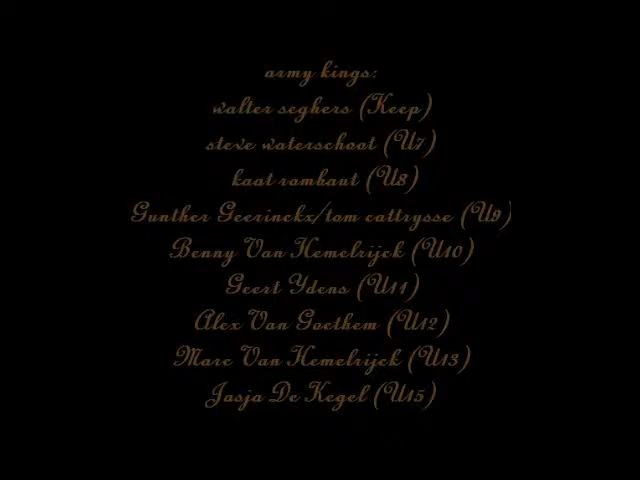 army kings:
walter seghers (Keep)
steve waterschoot (U7)
kaat rambaut (U8)
Gunther Geerinckx/tom cattrysse (U9)
Benny Van Hemelrijck (U10)
Geert Ydens (U11)
Alex Van Goethem (U12)
Marc Van Hemelrijck (U13)
Jasja De Kegel (U15)